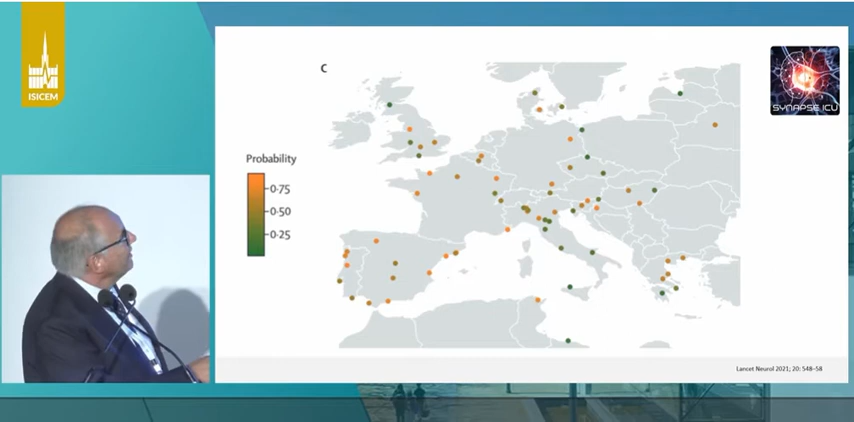 ISICEM
C
SYNAPSE ICU
Probability
0·75
0·50
0·25
Lancet Neurol 2021; 20: 548–58